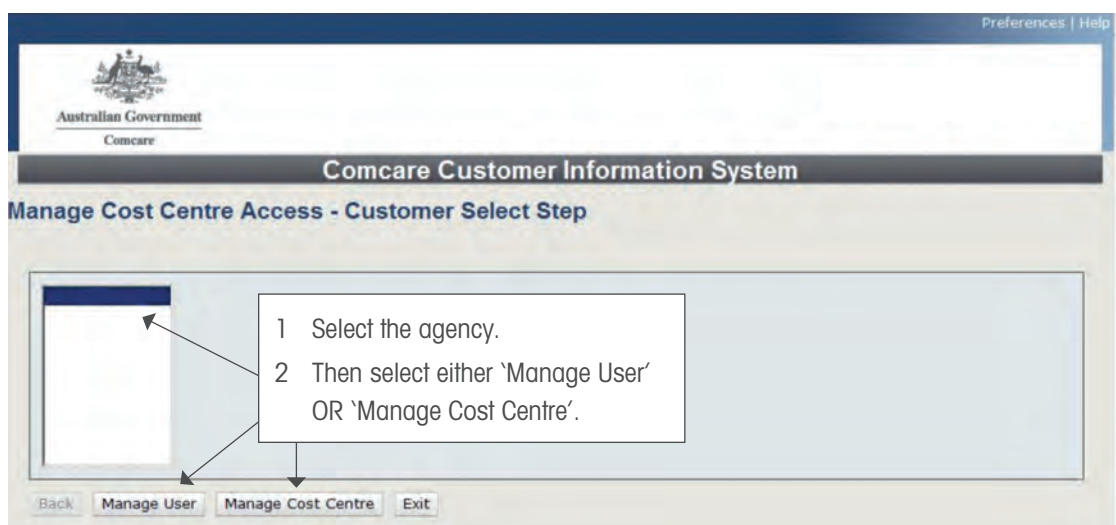 Preferences | Help
Australian Government
Comcare
Comcare Customer Information System
Manage Cost Centre Access - Customer Select Step
1 Select the agency.
2 Then select either ‘Manage User’
OR ‘Manage Cost Centre’.
Back Manage User Manage Cost Centre Exit